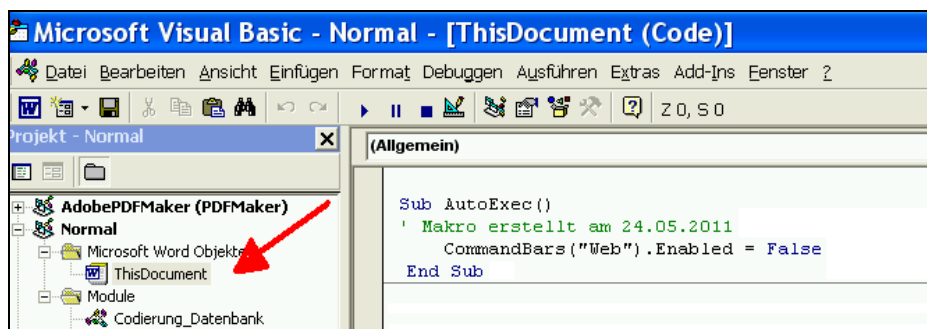 Microsoft Visual Basic - Normal - [ThisDocument (Code)]
Datei Bearbeiten Ansicht Einfügen Format Debuggen Ausführen Extras Add-Ins Fenster ?
Z 0, S 0
Projekt - Normal
(Allgemein)
AdobePDFMaker (PDFMaker)
Normal
Microsoft Word Objekte
ThisDocument
Module
Codierung_Datenbank
Sub AutoExec()
' Makro erstellt am 24.05.2011
CommandBars("Web").Enabled = False
End Sub